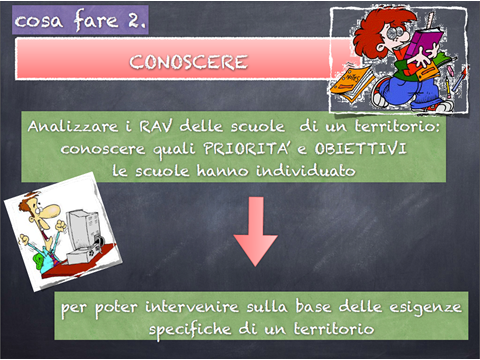 cosa fare 2.
CONOSCERE
Analizzare i RAV delle scuole di un territorio:
conoscere quali PRIORITA' e OBIETTIVI
le scuole hanno individuato
per poter intervenire sulla base delle esigenze
specifiche di un territorio